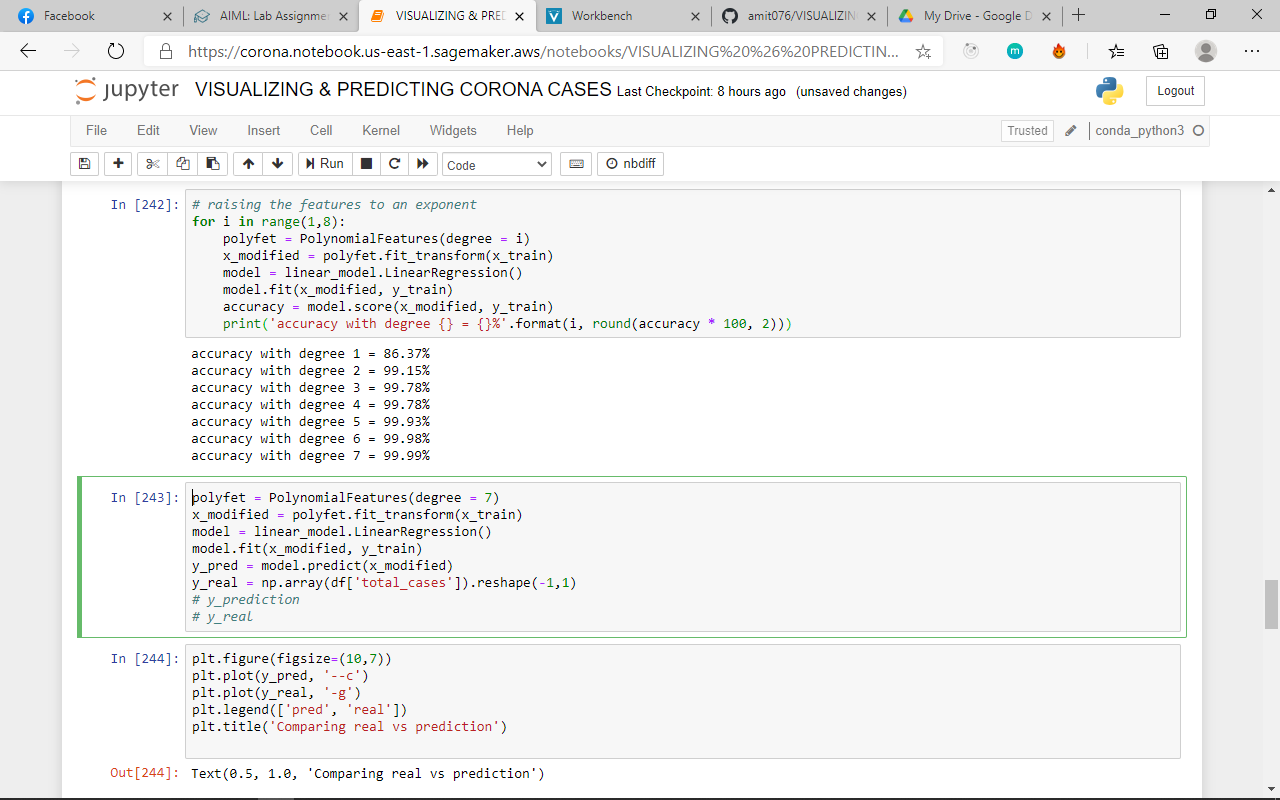 Facebook
AIML: Lab Assignme
VISUALIZING & PRED
Workbench
amit076/VISUALIZIN
My Drive - Google D
https://corona.notebook.us-east-1.sagemaker.aws/notebooks/VISUALIZING%20%26%20PREDICTIN...
m
jupyter VISUALIZING & PREDICTING CORONA CASES Last Checkpoint: 8 hours ago (unsaved changes)
Logout
File Edit View Insert Cell Kernel Widgets Help
Trusted
conda_python3
Run
Code
nbdiff
In [242]: # raising the features to an exponent
for i in range(1,8):
    polyfet = PolynomialFeatures(degree = i)
    x_modified = polyfet.fit_transform(x_train)
    model = linear_model.LinearRegression()
    model.fit(x_modified, y_train)
    accuracy = model.score(x_modified, y_train)
    print('accuracy with degree {} = {}%'.format(i, round(accuracy * 100, 2)))
accuracy with degree 1 = 86.37%
accuracy with degree 2 = 99.15%
accuracy with degree 3 = 99.78%
accuracy with degree 4 = 99.78%
accuracy with degree 5 = 99.93%
accuracy with degree 6 = 99.98%
accuracy with degree 7 = 99.99%
In [243]: polyfet = PolynomialFeatures(degree = 7)
x_modified = polyfet.fit_transform(x_train)
model = linear_model.LinearRegression()
model.fit(x_modified, y_train)
y_pred = model.predict(x_modified)
y_real = np.array(df['total_cases']).reshape(-1,1)
# y_prediction
# y_real
In [244]: plt.figure(figsize=(10,7))
plt.plot(y_pred, '--c')
plt.plot(y_real, '-g')
plt.legend(['pred', 'real'])
plt.title('Comparing real vs prediction')
Out[244]: Text(0.5, 1.0, 'Comparing real vs prediction')